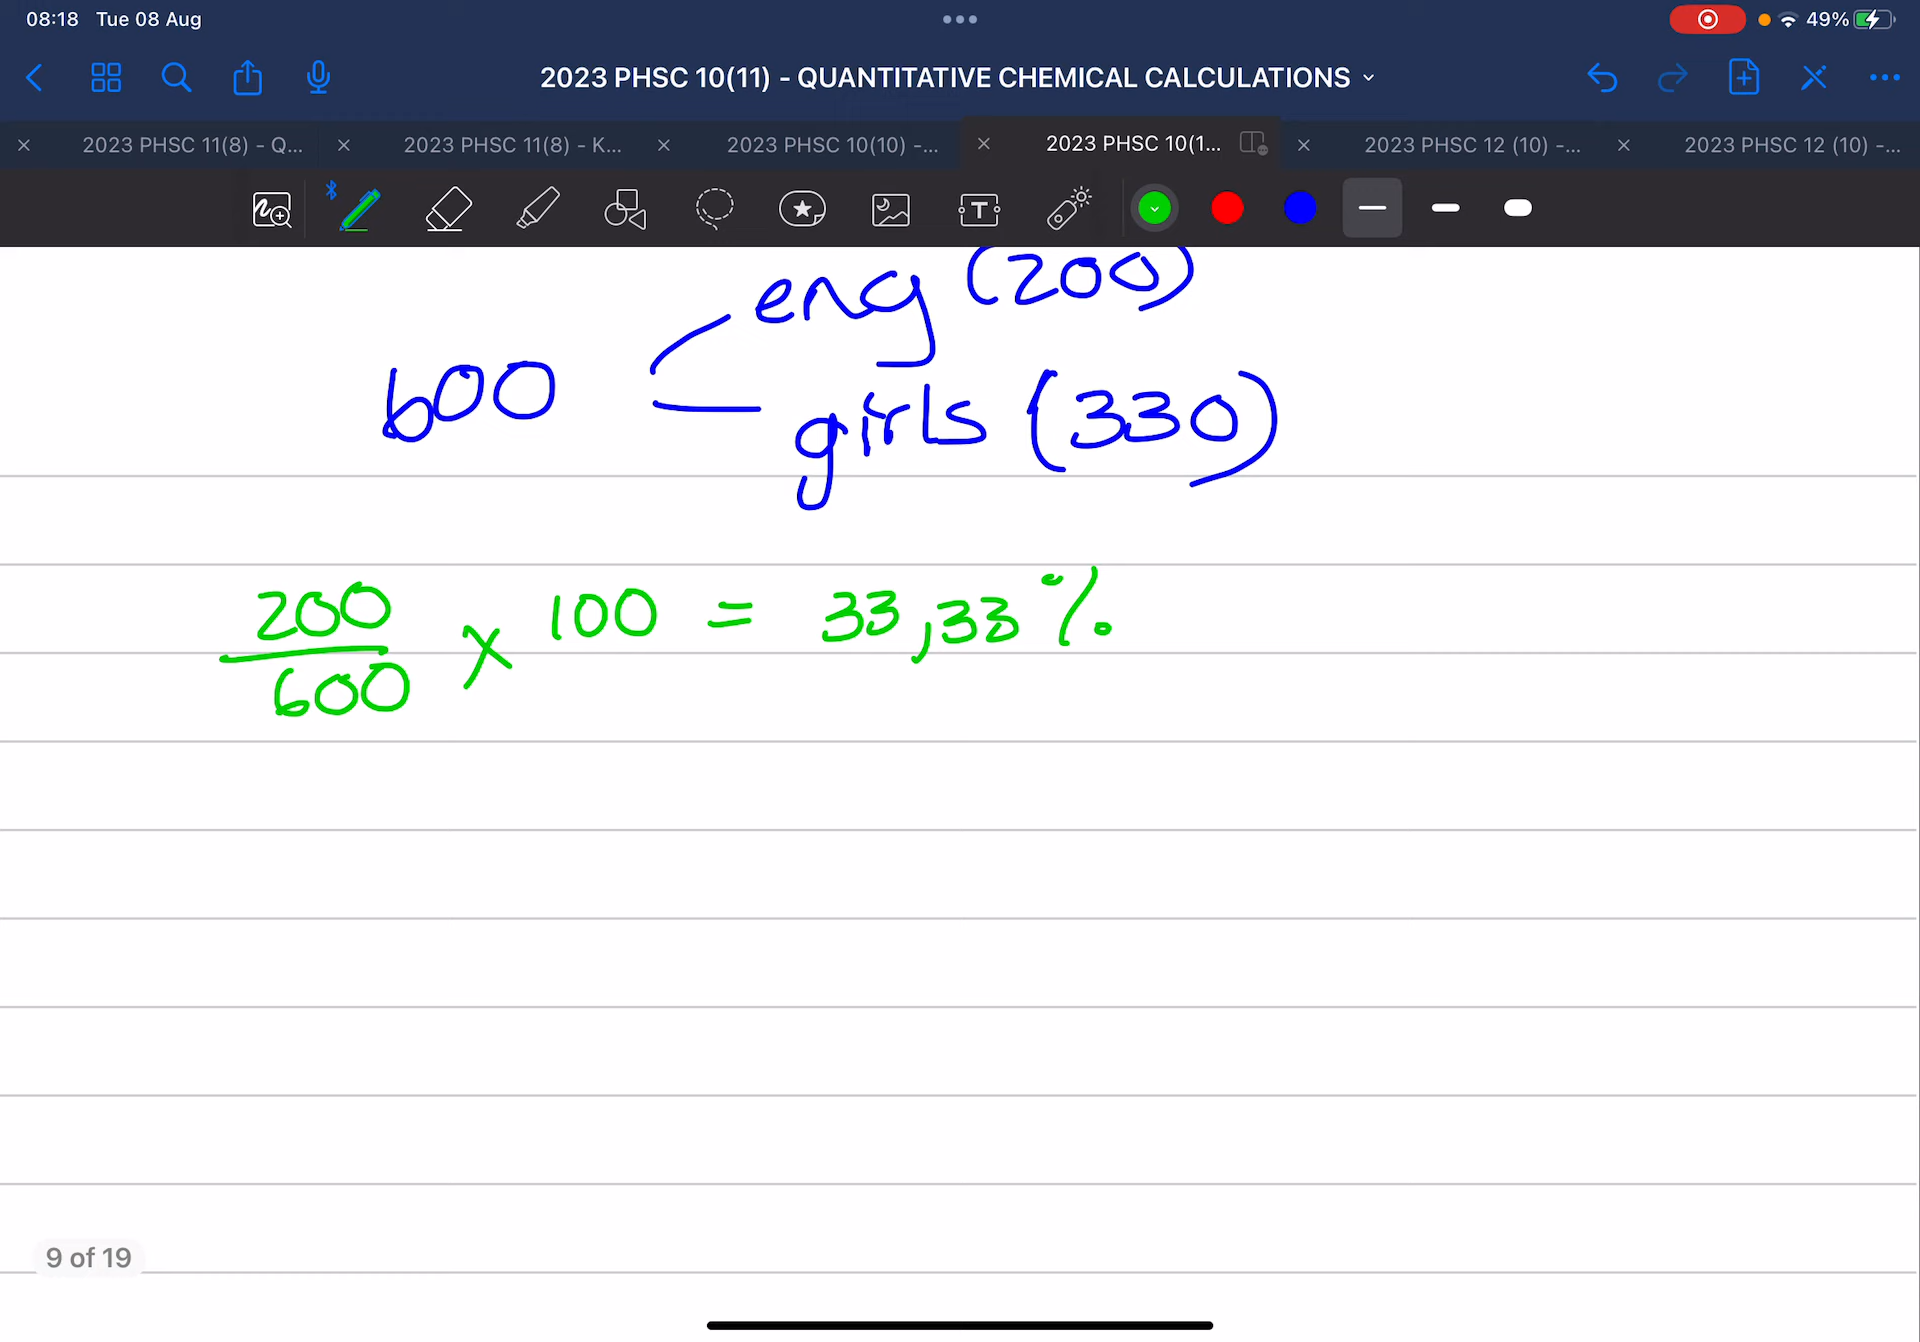 08:18 Tue 08 Aug 49%
2023 PHSC 10(11) - QUANTITATIVE CHEMICAL CALCULATIONS
2023 PHSC 11(8) - Q... 2023 PHSC 11(8) - K... 2023 PHSC 10(10) -... 2023 PHSC 10(1... 2023 PHSC 12 (10) -... 2023 PHSC 12 (10) -...
T
eng (200)
600
girls (330)
200/600 × 100 = 33,33 %
9 of 19